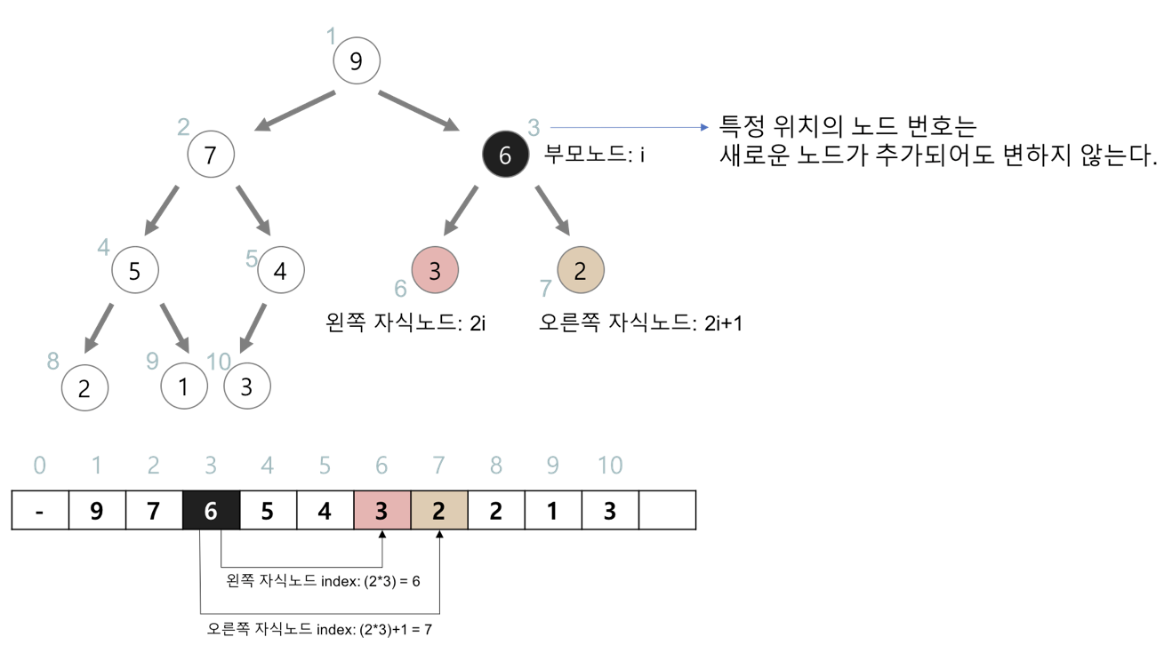 1
9
2
7
3
6
부모노드: i
특정 위치의 노드 번호는
새로운 노드가 추가되어도 변하지 않는다.
4
5
5
4
6
3
7
2
왼쪽 자식노드: 2i
오른쪽 자식노드: 2i+1
8
2
9
1
10
3
0 1 2 3 4 5 6 7 8 9 10
- 9 7 6 5 4 3 2 2 1 3
왼쪽 자식노드 index: (2*3) = 6
오른쪽 자식노드 index: (2*3)+1 = 7